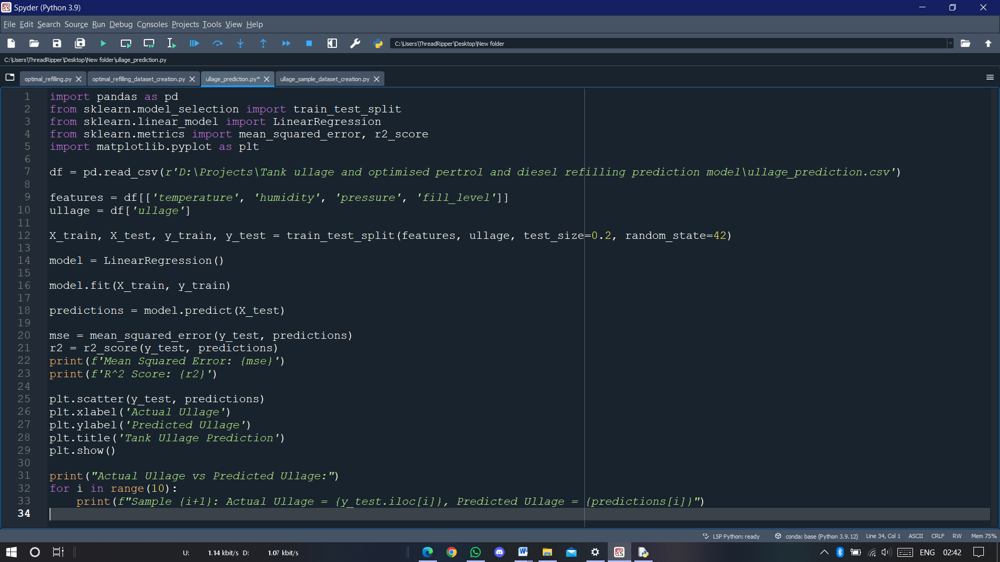 Spyder (Python 3.9)
File Edit Search Source Run Debug Consoles Projects Tools View Help
C:\Users\ThreadRipper\Desktop\New folder
C:\Users\ThreadRipper\Desktop\New folder\ullage_prediction.py
optimal_refilling.py optimal_refilling_dataset_creation.py ullage_prediction.py* ullage_sample_dataset_creation.py
1 import pandas as pd
2 from sklearn.model_selection import train_test_split
3 from sklearn.linear_model import LinearRegression
4 from sklearn.metrics import mean_squared_error, r2_score
5 import matplotlib.pyplot as plt
6
7 df = pd.read_csv(r'D:\Projects\Tank ullage and optimised pertrol and diesel refilling prediction model\ullage_prediction.csv')
8
9 features = df[['temperature', 'humidity', 'pressure', 'fill_level']]
10 ullage = df['ullage']
11
12 X_train, X_test, y_train, y_test = train_test_split(features, ullage, test_size=0.2, random_state=42)
13
14 model = LinearRegression()
15
16 model.fit(X_train, y_train)
17
18 predictions = model.predict(X_test)
19
20 mse = mean_squared_error(y_test, predictions)
21 r2 = r2_score(y_test, predictions)
22 print(f'Mean Squared Error: {mse}')
23 print(f'R^2 Score: {r2}')
24
25 plt.scatter(y_test, predictions)
26 plt.xlabel('Actual Ullage')
27 plt.ylabel('Predicted Ullage')
28 plt.title('Tank Ullage Prediction')
29 plt.show()
30
31 print("Actual Ullage vs Predicted Ullage:")
32 for i in range(10):
33     print(f"Sample {i+1}: Actual Ullage = {y_test.iloc[i]}, Predicted Ullage = {predictions[i]}")
34
LSP Python: ready conda: base (Python 3.9.12) Line 34, Col 1 ASCII CRLF RW Mem 75%
U: 1.14 kbit/s D: 1.07 kbit/s ENG 02:42